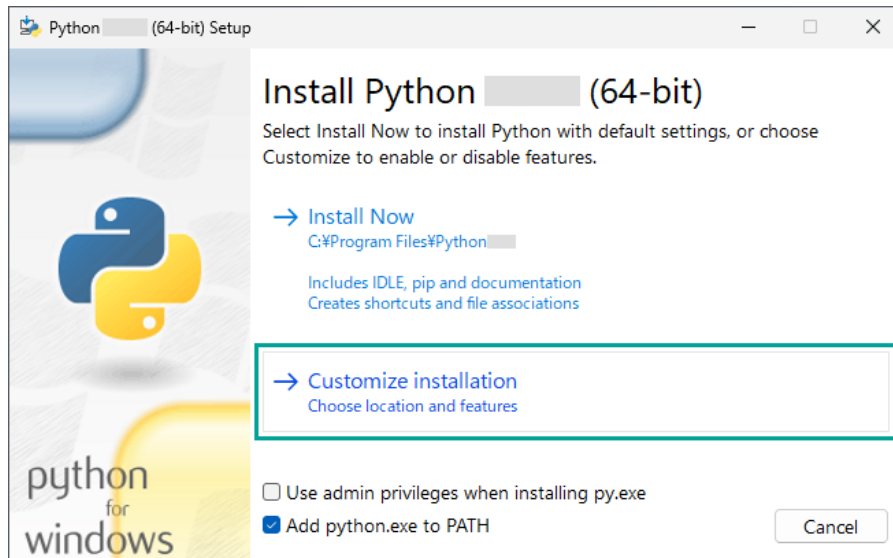 Python (64-bit) Setup
Install Python (64-bit)
Select Install Now to install Python with default settings, or choose
Customize to enable or disable features.
Install Now
C:¥Program Files¥Python
Includes IDLE, pip and documentation
Creates shortcuts and file associations
Customize installation
Choose location and features
Use admin privileges when installing py.exe
Add python.exe to PATH
Cancel
python
for
windows